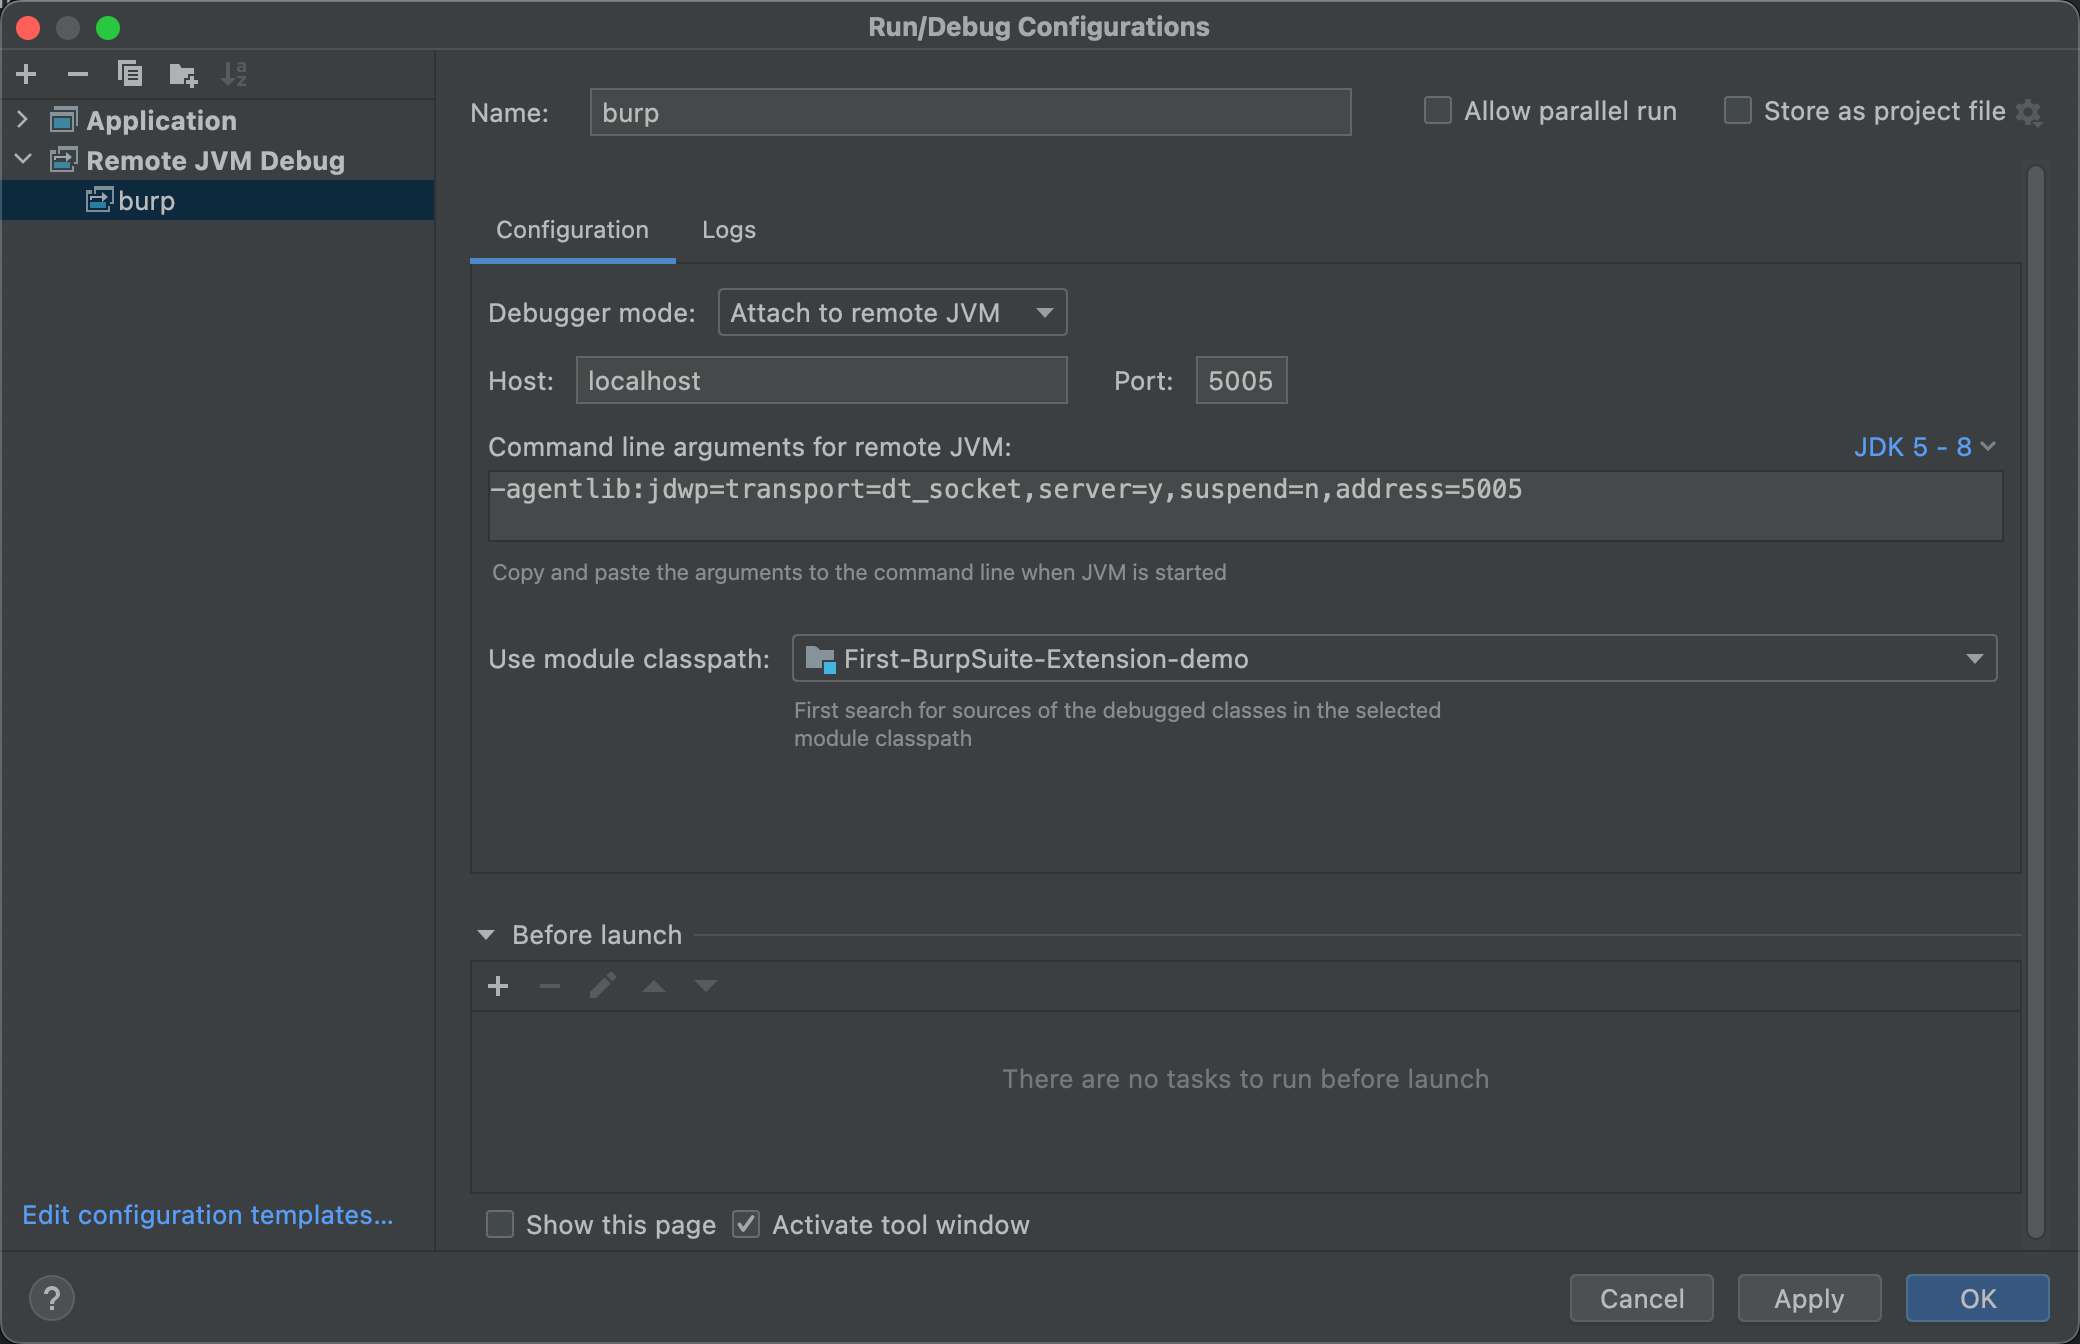 Run/Debug Configurations
Application
Remote JVM Debug
burp
Edit configuration templates...
Name: burp
Allow parallel run
Store as project file
Configuration Logs
Debugger mode: Attach to remote JVM
Host: localhost Port: 5005
Command line arguments for remote JVM: JDK 5 - 8
-agentlib:jdwp=transport=dt_socket,server=y,suspend=n,address=5005
Copy and paste the arguments to the command line when JVM is started
Use module classpath: First-BurpSuite-Extension-demo
First search for sources of the debugged classes in the selected
module classpath
Before launch
There are no tasks to run before launch
Show this page Activate tool window
? Cancel Apply OK